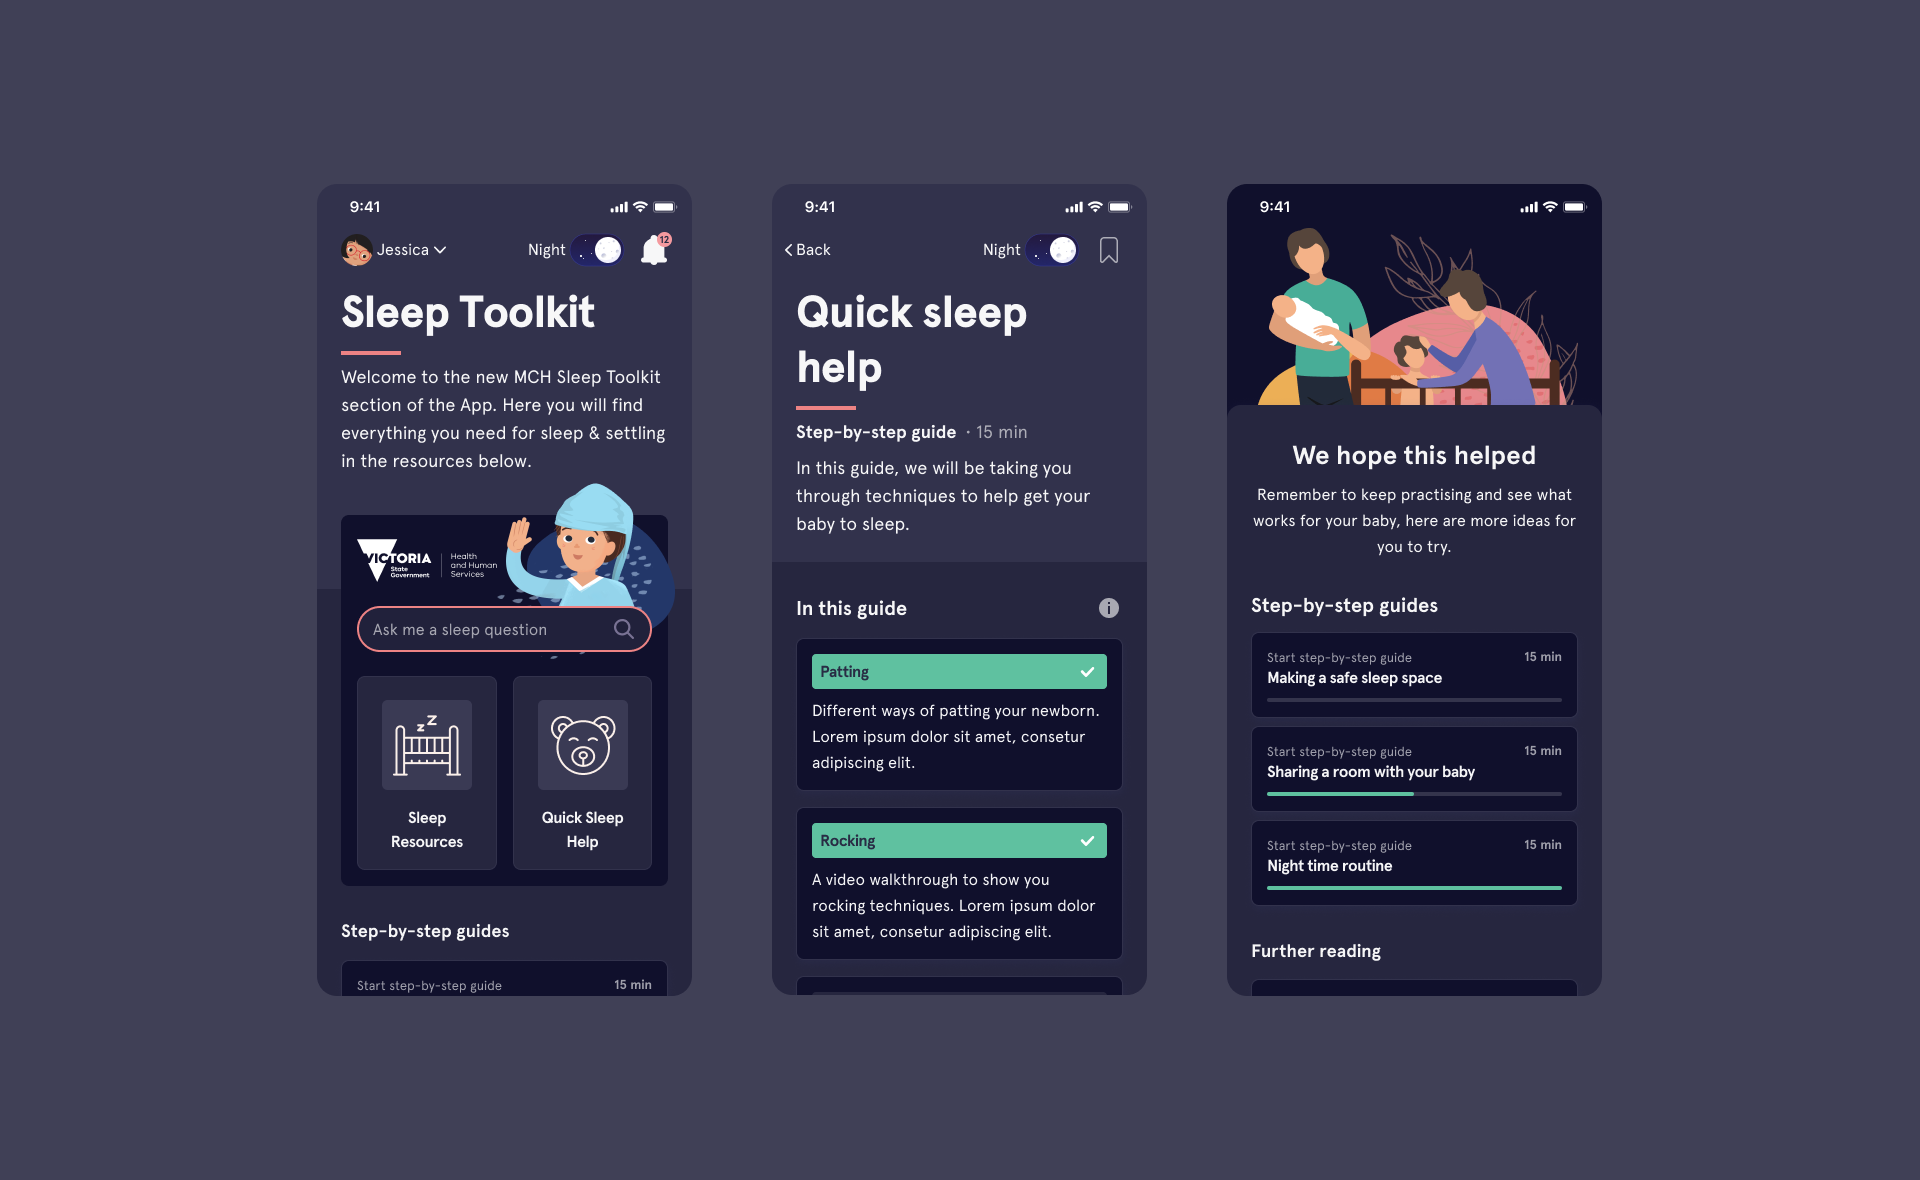 9:41
Jessica
Night
12
Sleep Toolkit
Welcome to the new MCH Sleep Toolkit
section of the App. Here you will find
everything you need for sleep & settling
in the resources below.
VICTORIA
State
Government
Health
and Human
Services
Ask me a sleep question
z Z
Sleep
Resources
Quick Sleep
Help
Step-by-step guides
Start step-by-step guide 15 min
9:41
Back
Night
Quick sleep
help
Step-by-step guide · 15 min
In this guide, we will be taking you
through techniques to help get your
baby to sleep.
In this guide
i
Patting
Different ways of patting your newborn.
Lorem ipsum dolor sit amet, consetur
adipiscing elit.
Rocking
A video walkthrough to show you
rocking techniques. Lorem ipsum dolor
sit amet, consetur adipiscing elit.
9:41
We hope this helped
Remember to keep practising and see what
works for your baby, here are more ideas for
you to try.
Step-by-step guides
Start step-by-step guide 15 min
Making a safe sleep space
Start step-by-step guide 15 min
Sharing a room with your baby
Start step-by-step guide 15 min
Night time routine
Further reading